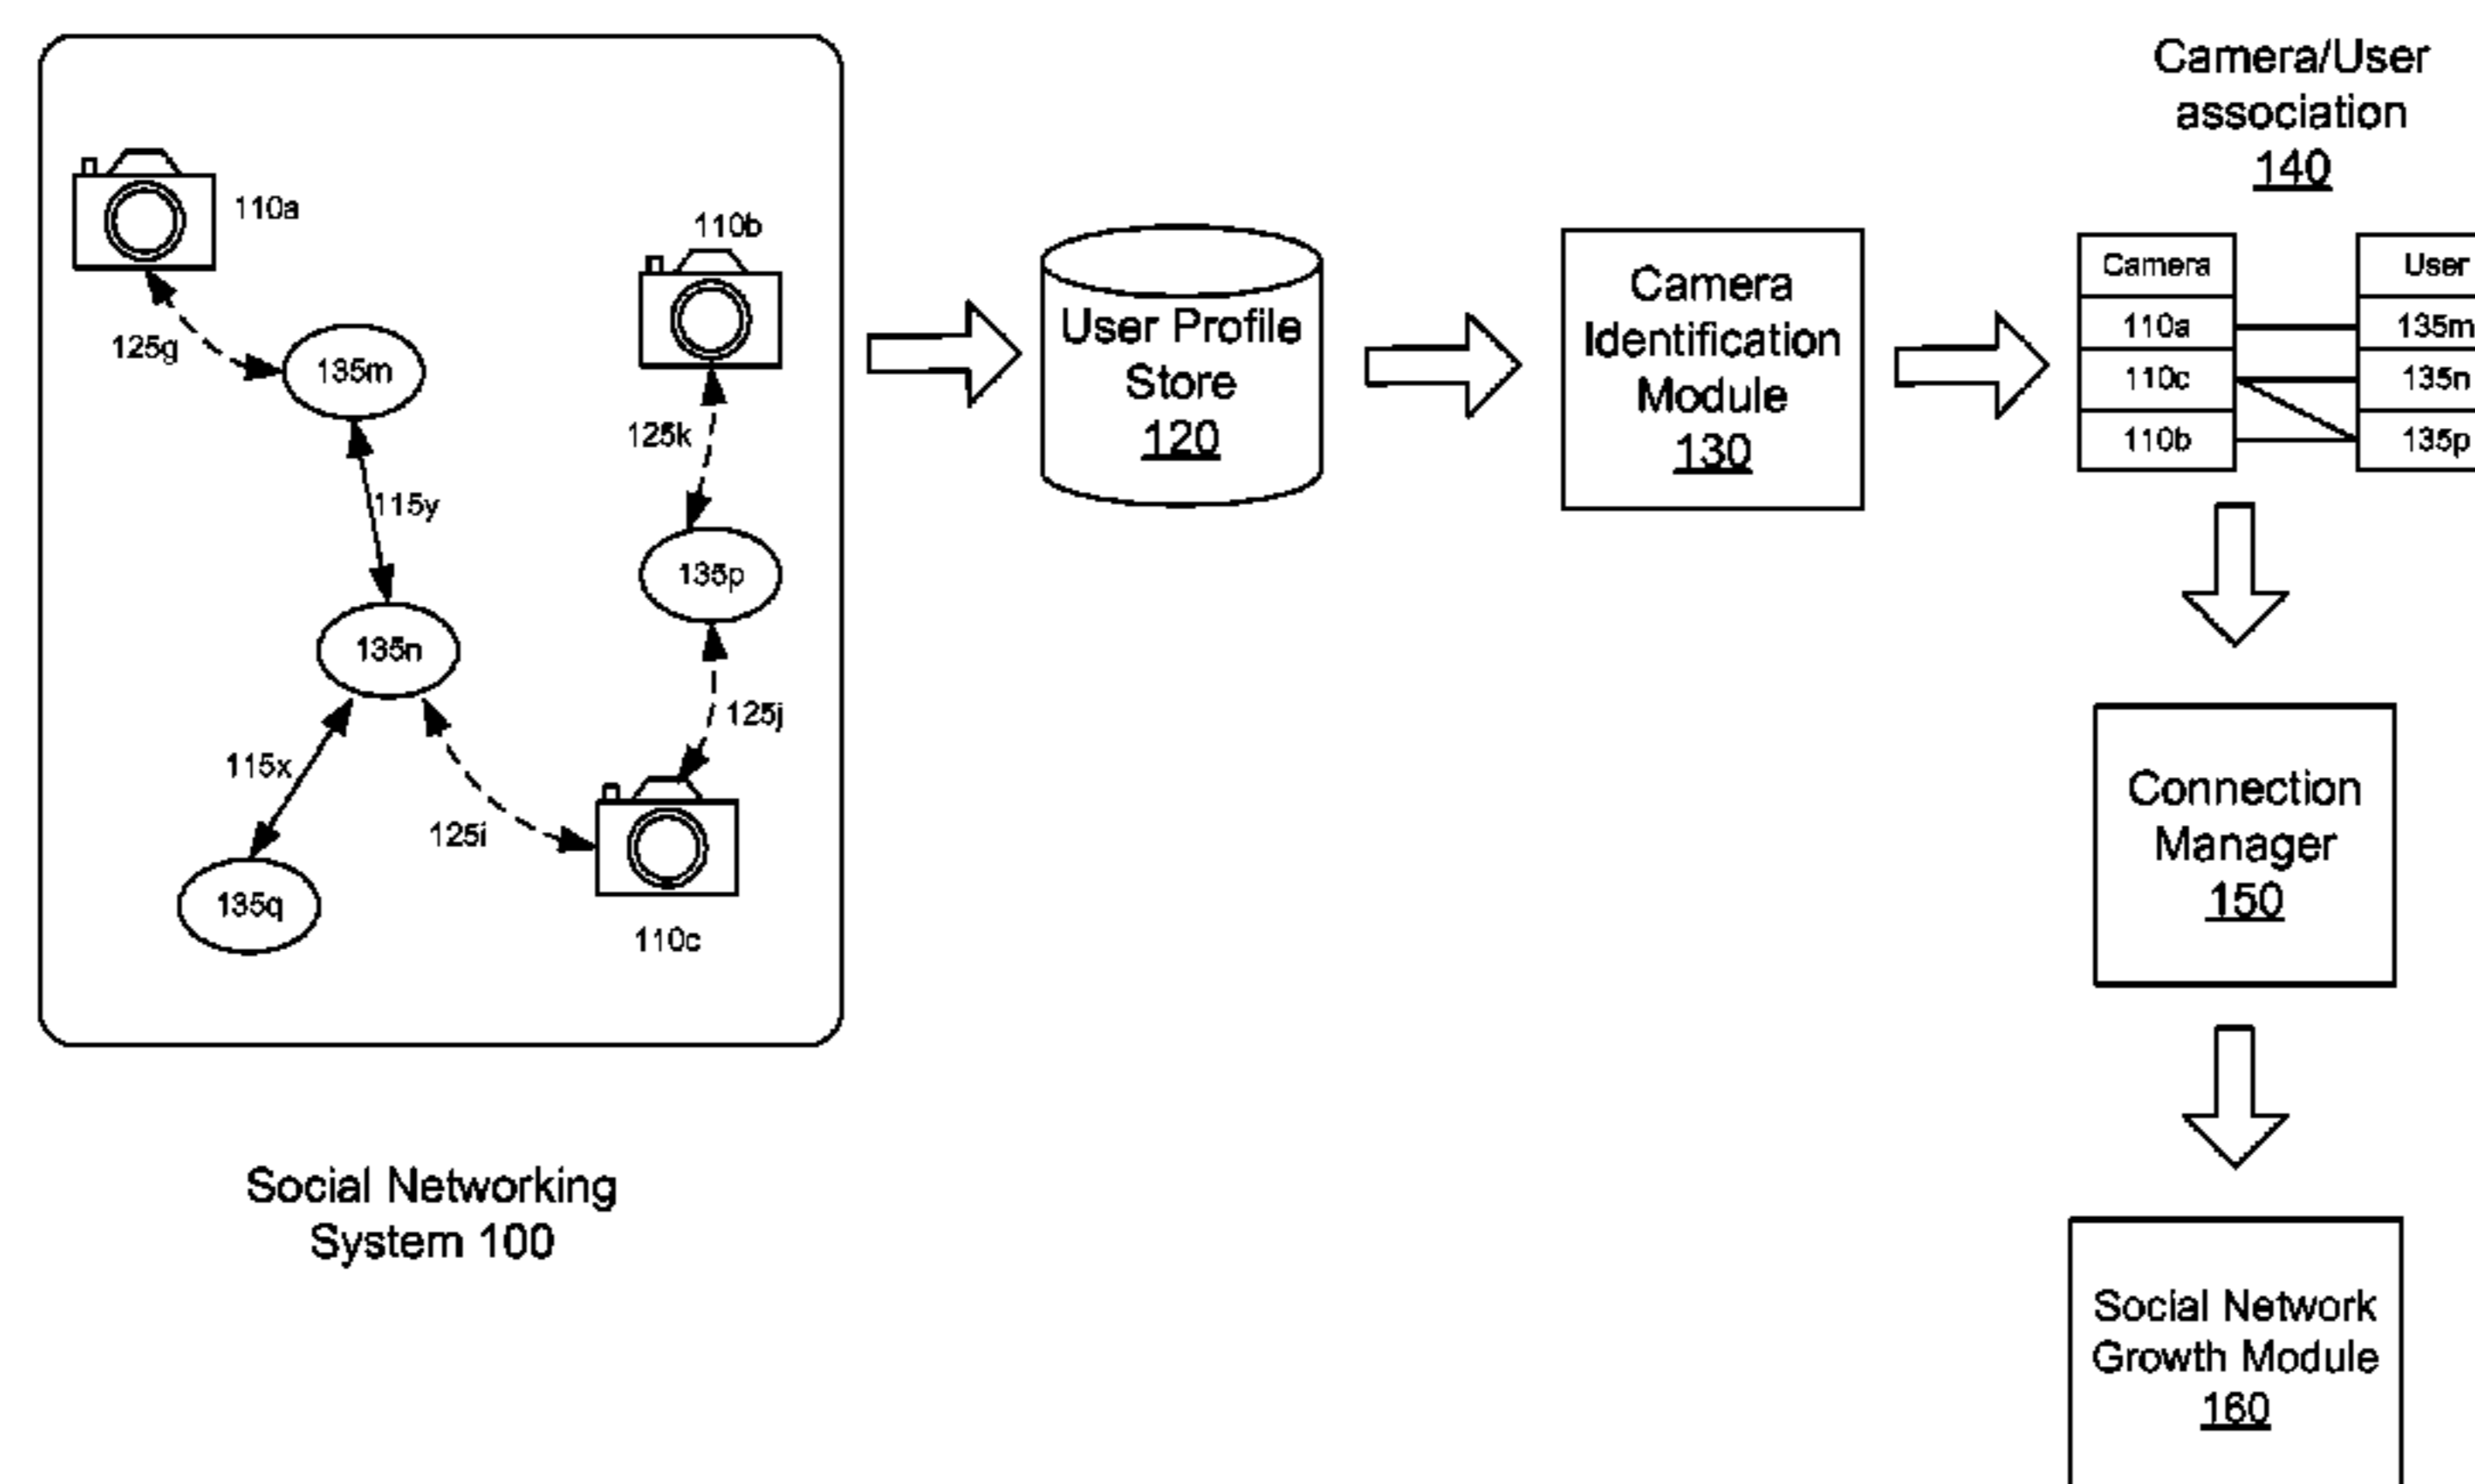 110a
110b
125g
135m
125k
115y
135p
135n
125j
115x
125i
135q
110c
Social Networking
System 100
User Profile
Store
120
Camera
Identification
Module
130
Camera/User
association
140
Camera
User
110a
135m
110c
135n
110b
135p
Connection
Manager
150
Social Network
Growth Module
160